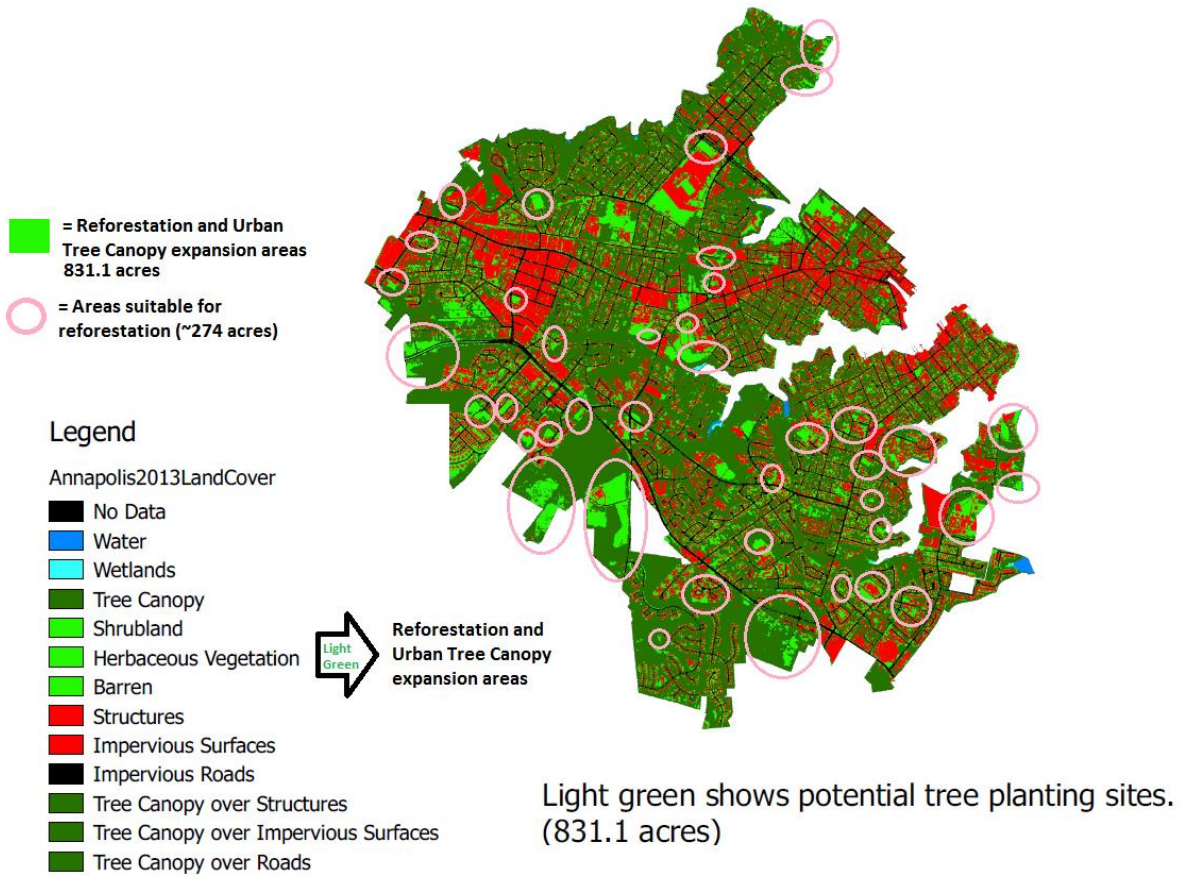 = Reforestation and Urban
Tree Canopy expansion areas
831.1 acres
= Areas suitable for
reforestation (~274 acres)
Legend
Annapolis2013LandCover
No Data
Water
Wetlands
Tree Canopy
Shrubland
Herbaceous Vegetation
Barren
Structures
Impervious Surfaces
Impervious Roads
Tree Canopy over Structures
Tree Canopy over Impervious Surfaces
Tree Canopy over Roads
Light
Green
Reforestation and
Urban Tree Canopy
expansion areas
Light green shows potential tree planting sites.
(831.1 acres)